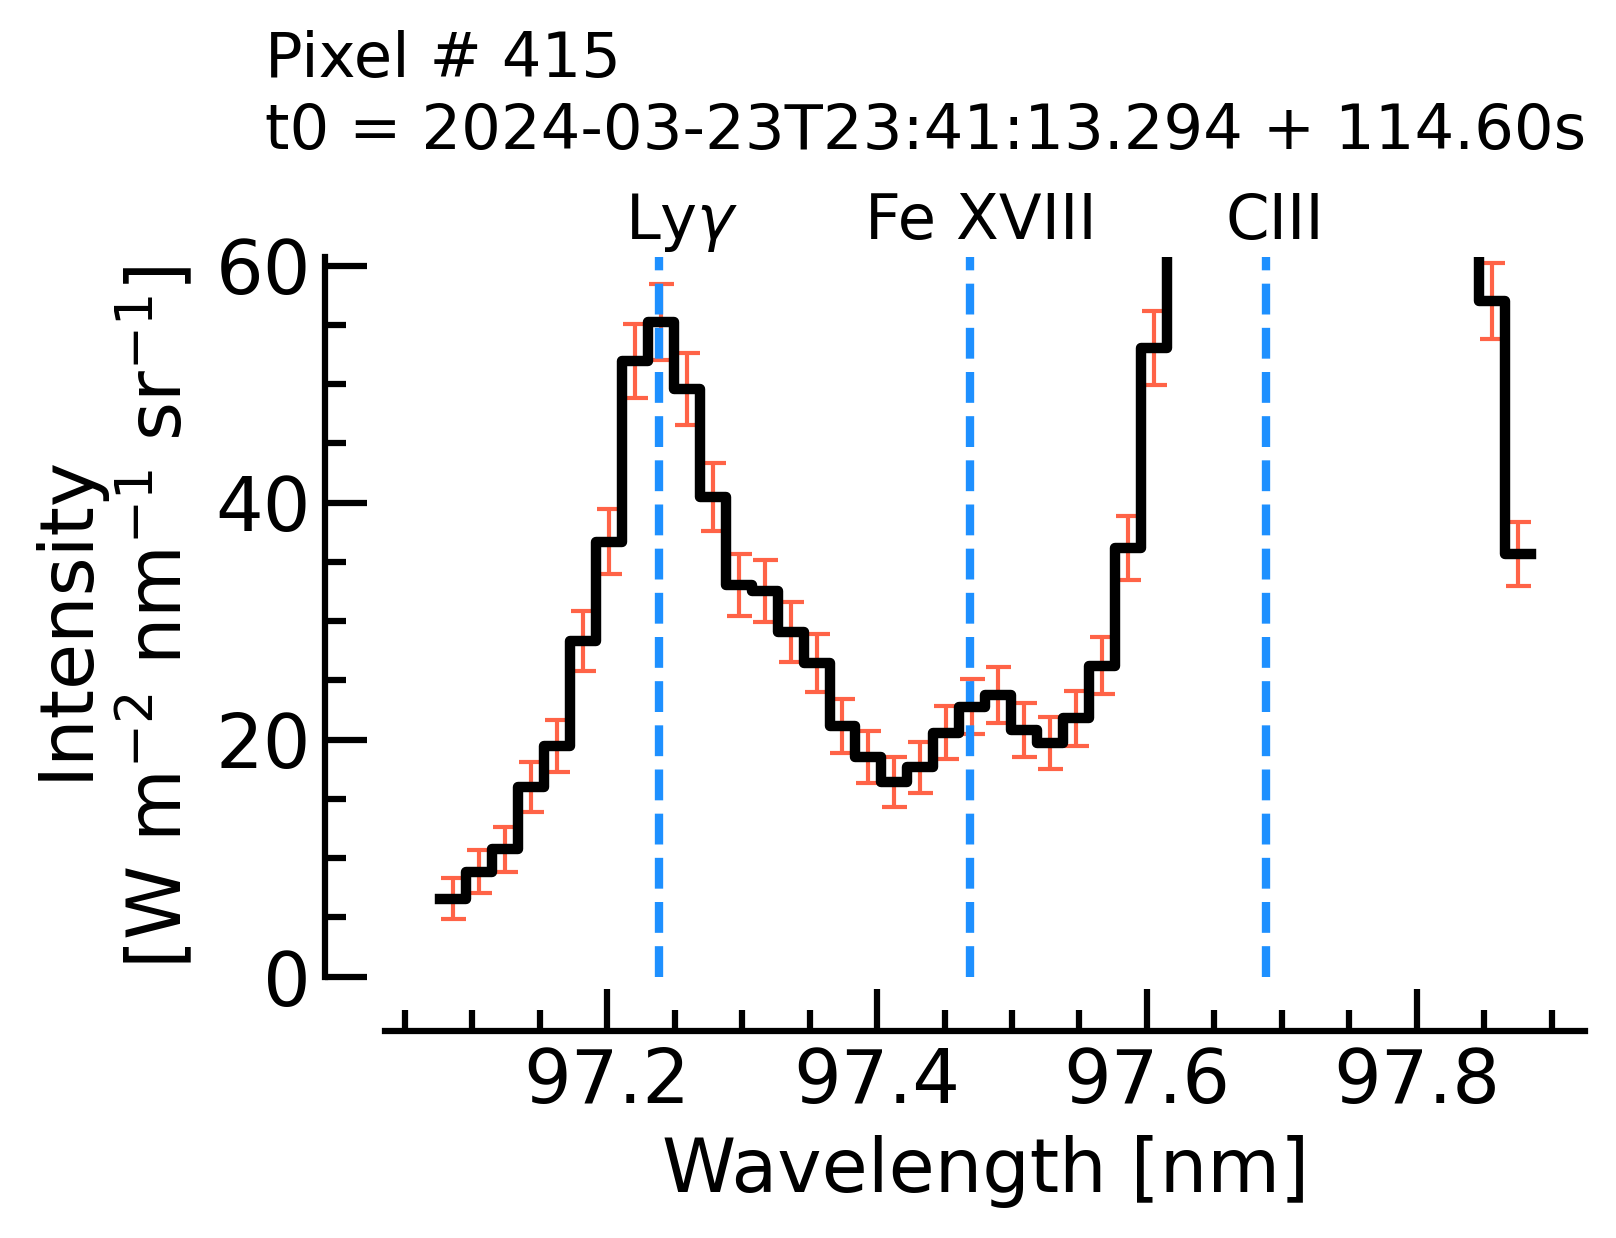 Pixel # 415
t0 = 2024-03-23T23:41:13.294 + 114.60s
Lyγ Fe XVIII CIII
60
40
20
0
Intensity
[W m⁻² nm⁻¹ sr⁻¹]
97.2 97.4 97.6 97.8
Wavelength [nm]